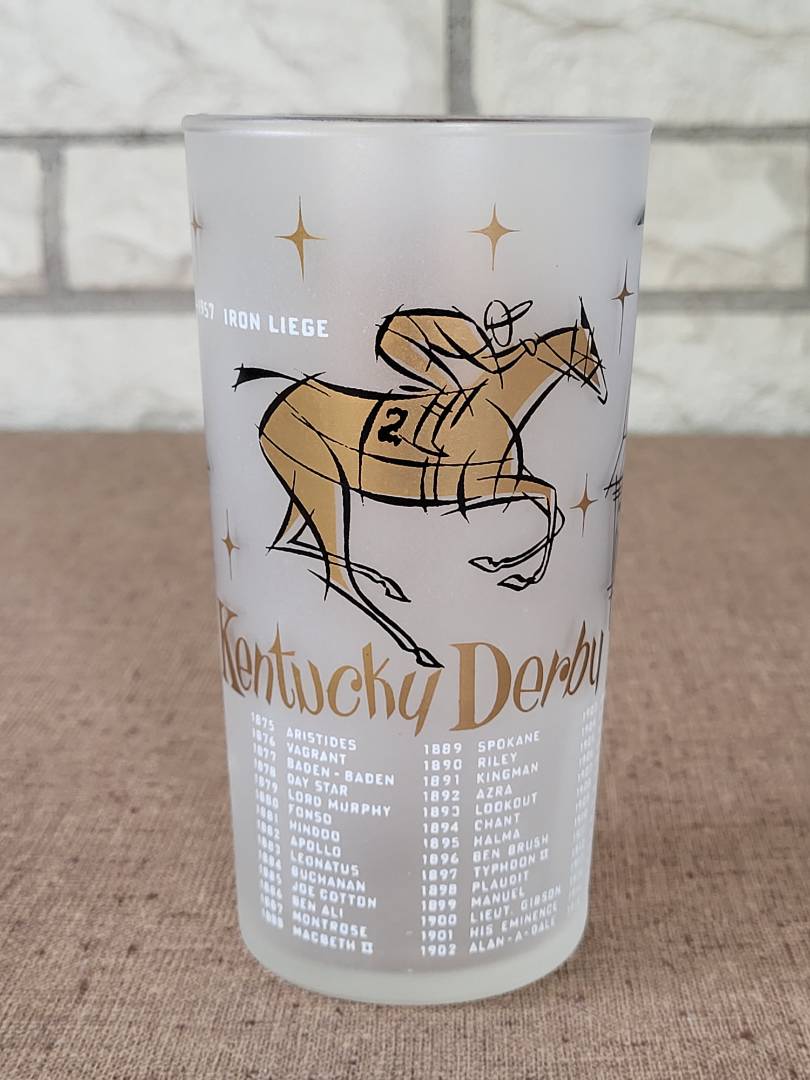 1957 IRON LIEGE
2
Kentucky Derby
1875 ARISTIDES
1876 VAGRANT
1877 BADEN-BADEN
1878 DAY STAR
1879 LORD MURPHY
1880 FONSO
1881 HINDOO
1882 APOLLO
1883 LEONATUS
1884 BUCHANAN
1885 JOE COTTON
1886 BEN ALI
1887 MONTROSE
1888 MACBETH II
1889 SPOKANE
1890 RILEY
1891 KINGMAN
1892 AZRA
1893 LOOKOUT
1894 CHANT
1895 HALMA
1896 BEN BRUSH
1897 TYPHOON II
1898 PLAUDIT
1899 MANUEL
1900 LIEUT. GIBSON
1901 HIS EMINENCE
1902 ALAN-A-DALE